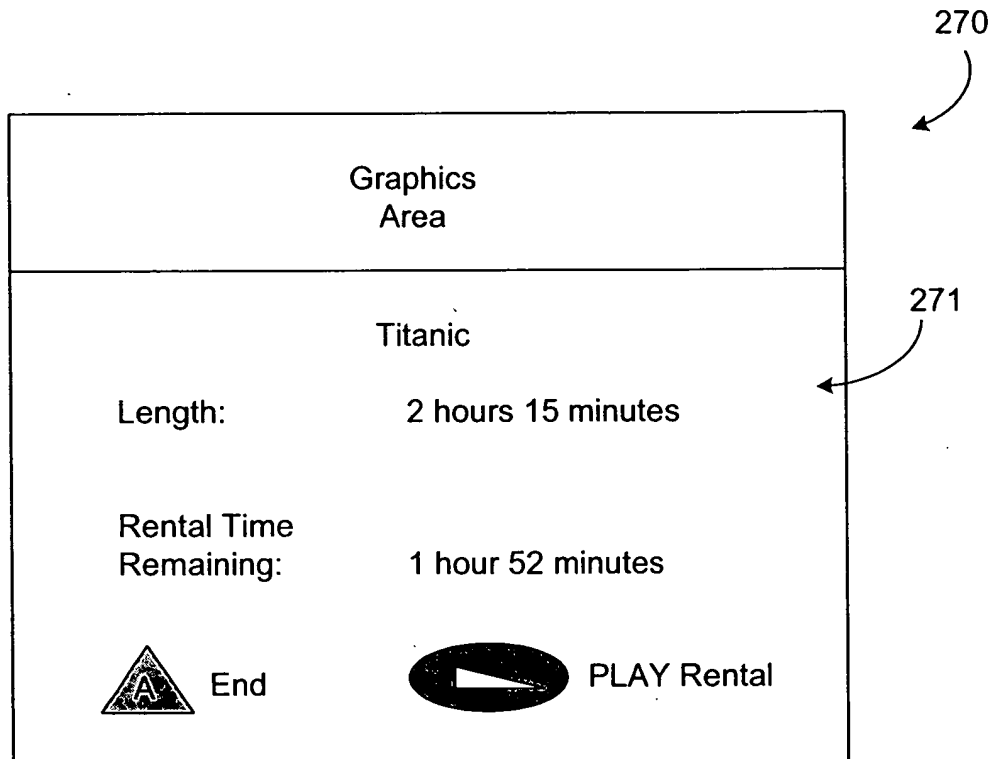 270
Graphics
Area
271
Titanic
Length: 2 hours 15 minutes
Rental Time
Remaining: 1 hour 52 minutes
A End PLAY Rental